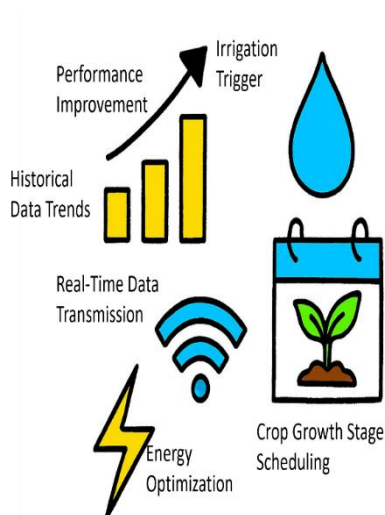 Irrigation
Trigger
Performance
Improvement
Historical
Data Trends
Real-Time Data
Transmission
Crop Growth Stage
Scheduling
Energy
Optimization